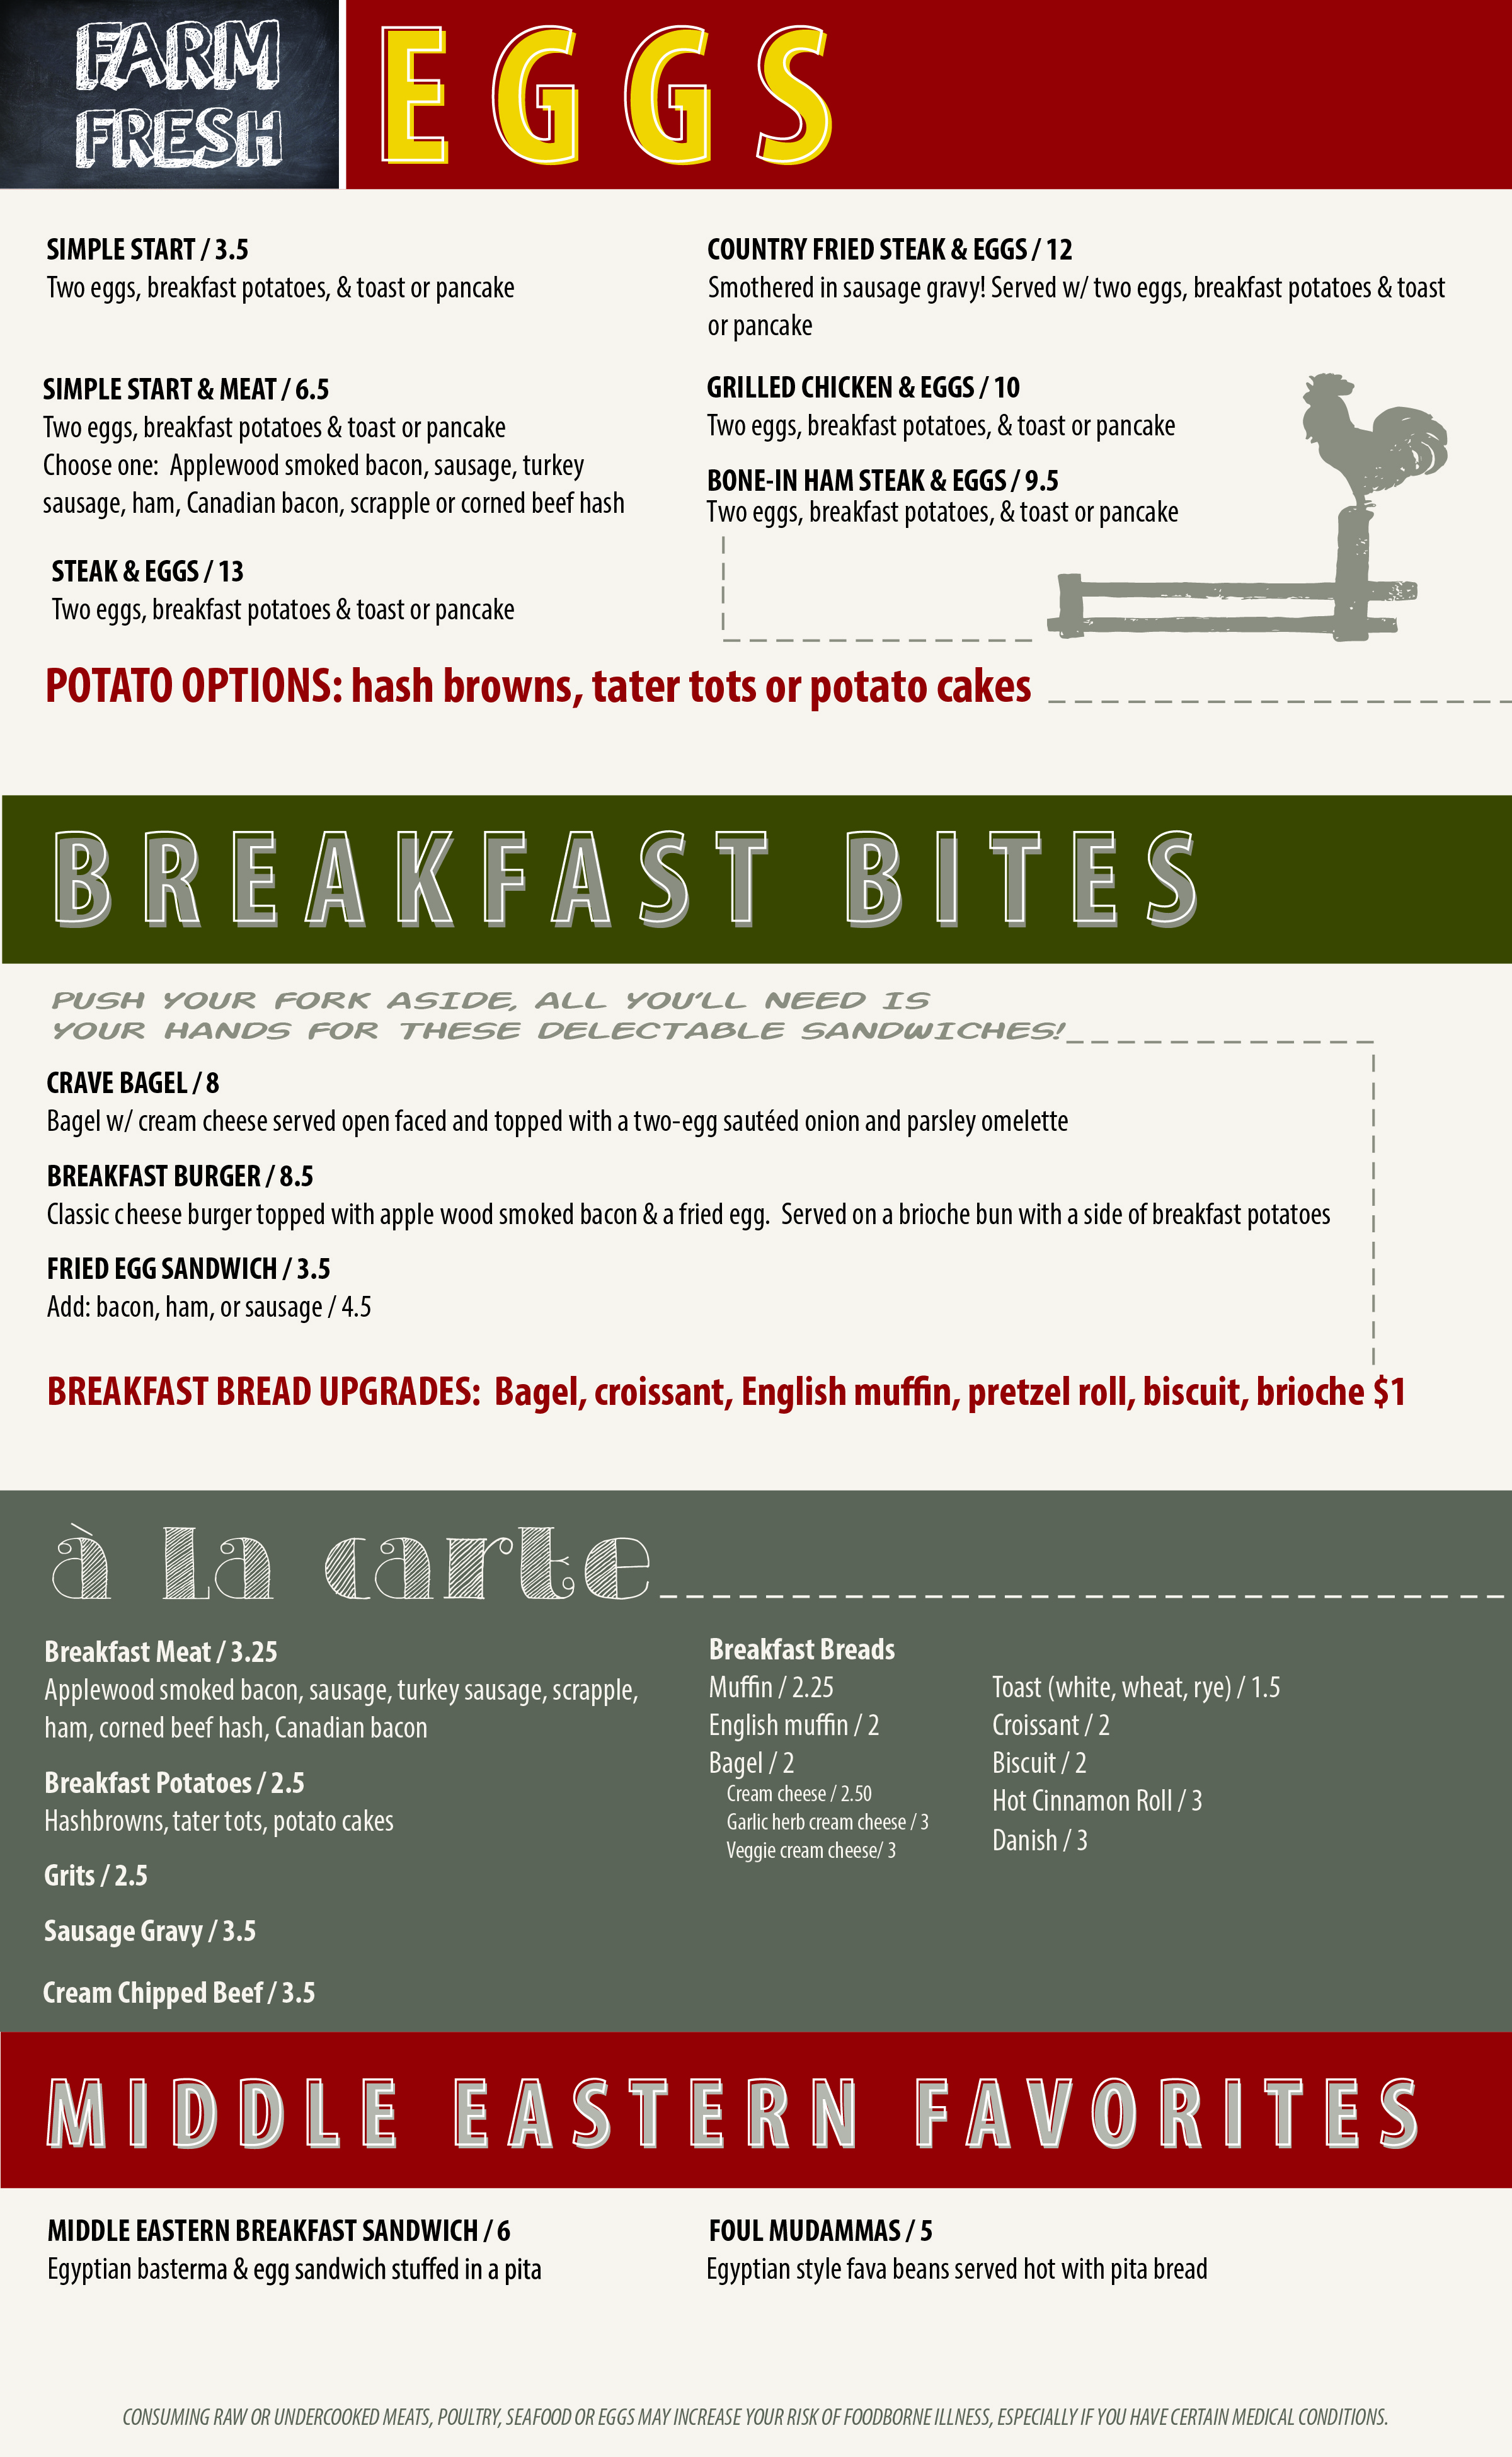 FARM
FRESH
EGGS
SIMPLE START / 3.5
Two eggs, breakfast potatoes, & toast or pancake
SIMPLE START & MEAT / 6.5
Two eggs, breakfast potatoes & toast or pancake
Choose one:  Applewood smoked bacon, sausage, turkey
sausage, ham, Canadian bacon, scrapple or corned beef hash
STEAK & EGGS / 13
Two eggs, breakfast potatoes & toast or pancake
COUNTRY FRIED STEAK & EGGS / 12
Smothered in sausage gravy! Served w/ two eggs, breakfast potatoes & toast
or pancake
GRILLED CHICKEN & EGGS / 10
Two eggs, breakfast potatoes, & toast or pancake
BONE-IN HAM STEAK & EGGS / 9.5
Two eggs, breakfast potatoes, & toast or pancake
POTATO OPTIONS: hash browns, tater tots or potato cakes
BREAKFAST BITES
PUSH YOUR FORK ASIDE, ALL YOU'LL NEED IS
YOUR HANDS FOR THESE DELECTABLE SANDWICHES!
CRAVE BAGEL / 8
Bagel w/ cream cheese served open faced and topped with a two-egg sautéed onion and parsley omelette
BREAKFAST BURGER / 8.5
Classic cheese burger topped with apple wood smoked bacon & a fried egg.  Served on a brioche bun with a side of breakfast potatoes
FRIED EGG SANDWICH / 3.5
Add: bacon, ham, or sausage / 4.5
BREAKFAST BREAD UPGRADES:  Bagel, croissant, English muffin, pretzel roll, biscuit, brioche $1
à la carte
Breakfast Meat / 3.25
Applewood smoked bacon, sausage, turkey sausage, scrapple,
ham, corned beef hash, Canadian bacon
Breakfast Potatoes / 2.5
Hashbrowns, tater tots, potato cakes
Grits / 2.5
Sausage Gravy / 3.5
Cream Chipped Beef / 3.5
Breakfast Breads
Muffin / 2.25
English muffin / 2
Bagel / 2
Cream cheese / 2.50
Garlic herb cream cheese / 3
Veggie cream cheese/ 3
Toast (white, wheat, rye) / 1.5
Croissant / 2
Biscuit / 2
Hot Cinnamon Roll / 3
Danish / 3
MIDDLE EASTERN FAVORITES
MIDDLE EASTERN BREAKFAST SANDWICH / 6
Egyptian basterma & egg sandwich stuffed in a pita
FOUL MUDAMMAS / 5
Egyptian style fava beans served hot with pita bread
CONSUMING RAW OR UNDERCOOKED MEATS, POULTRY, SEAFOOD OR EGGS MAY INCREASE YOUR RISK OF FOODBORNE ILLNESS, ESPECIALLY IF YOU HAVE CERTAIN MEDICAL CONDITIONS.